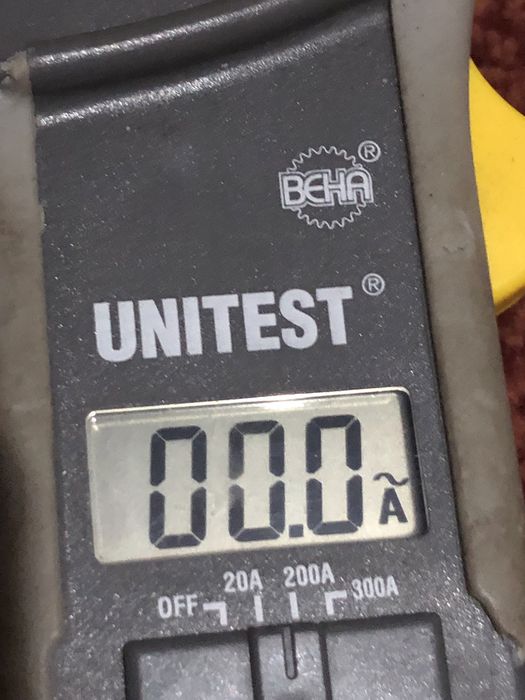 BEHA ®
UNITEST ®
00.0 ~A
OFF 20A 200A 300A